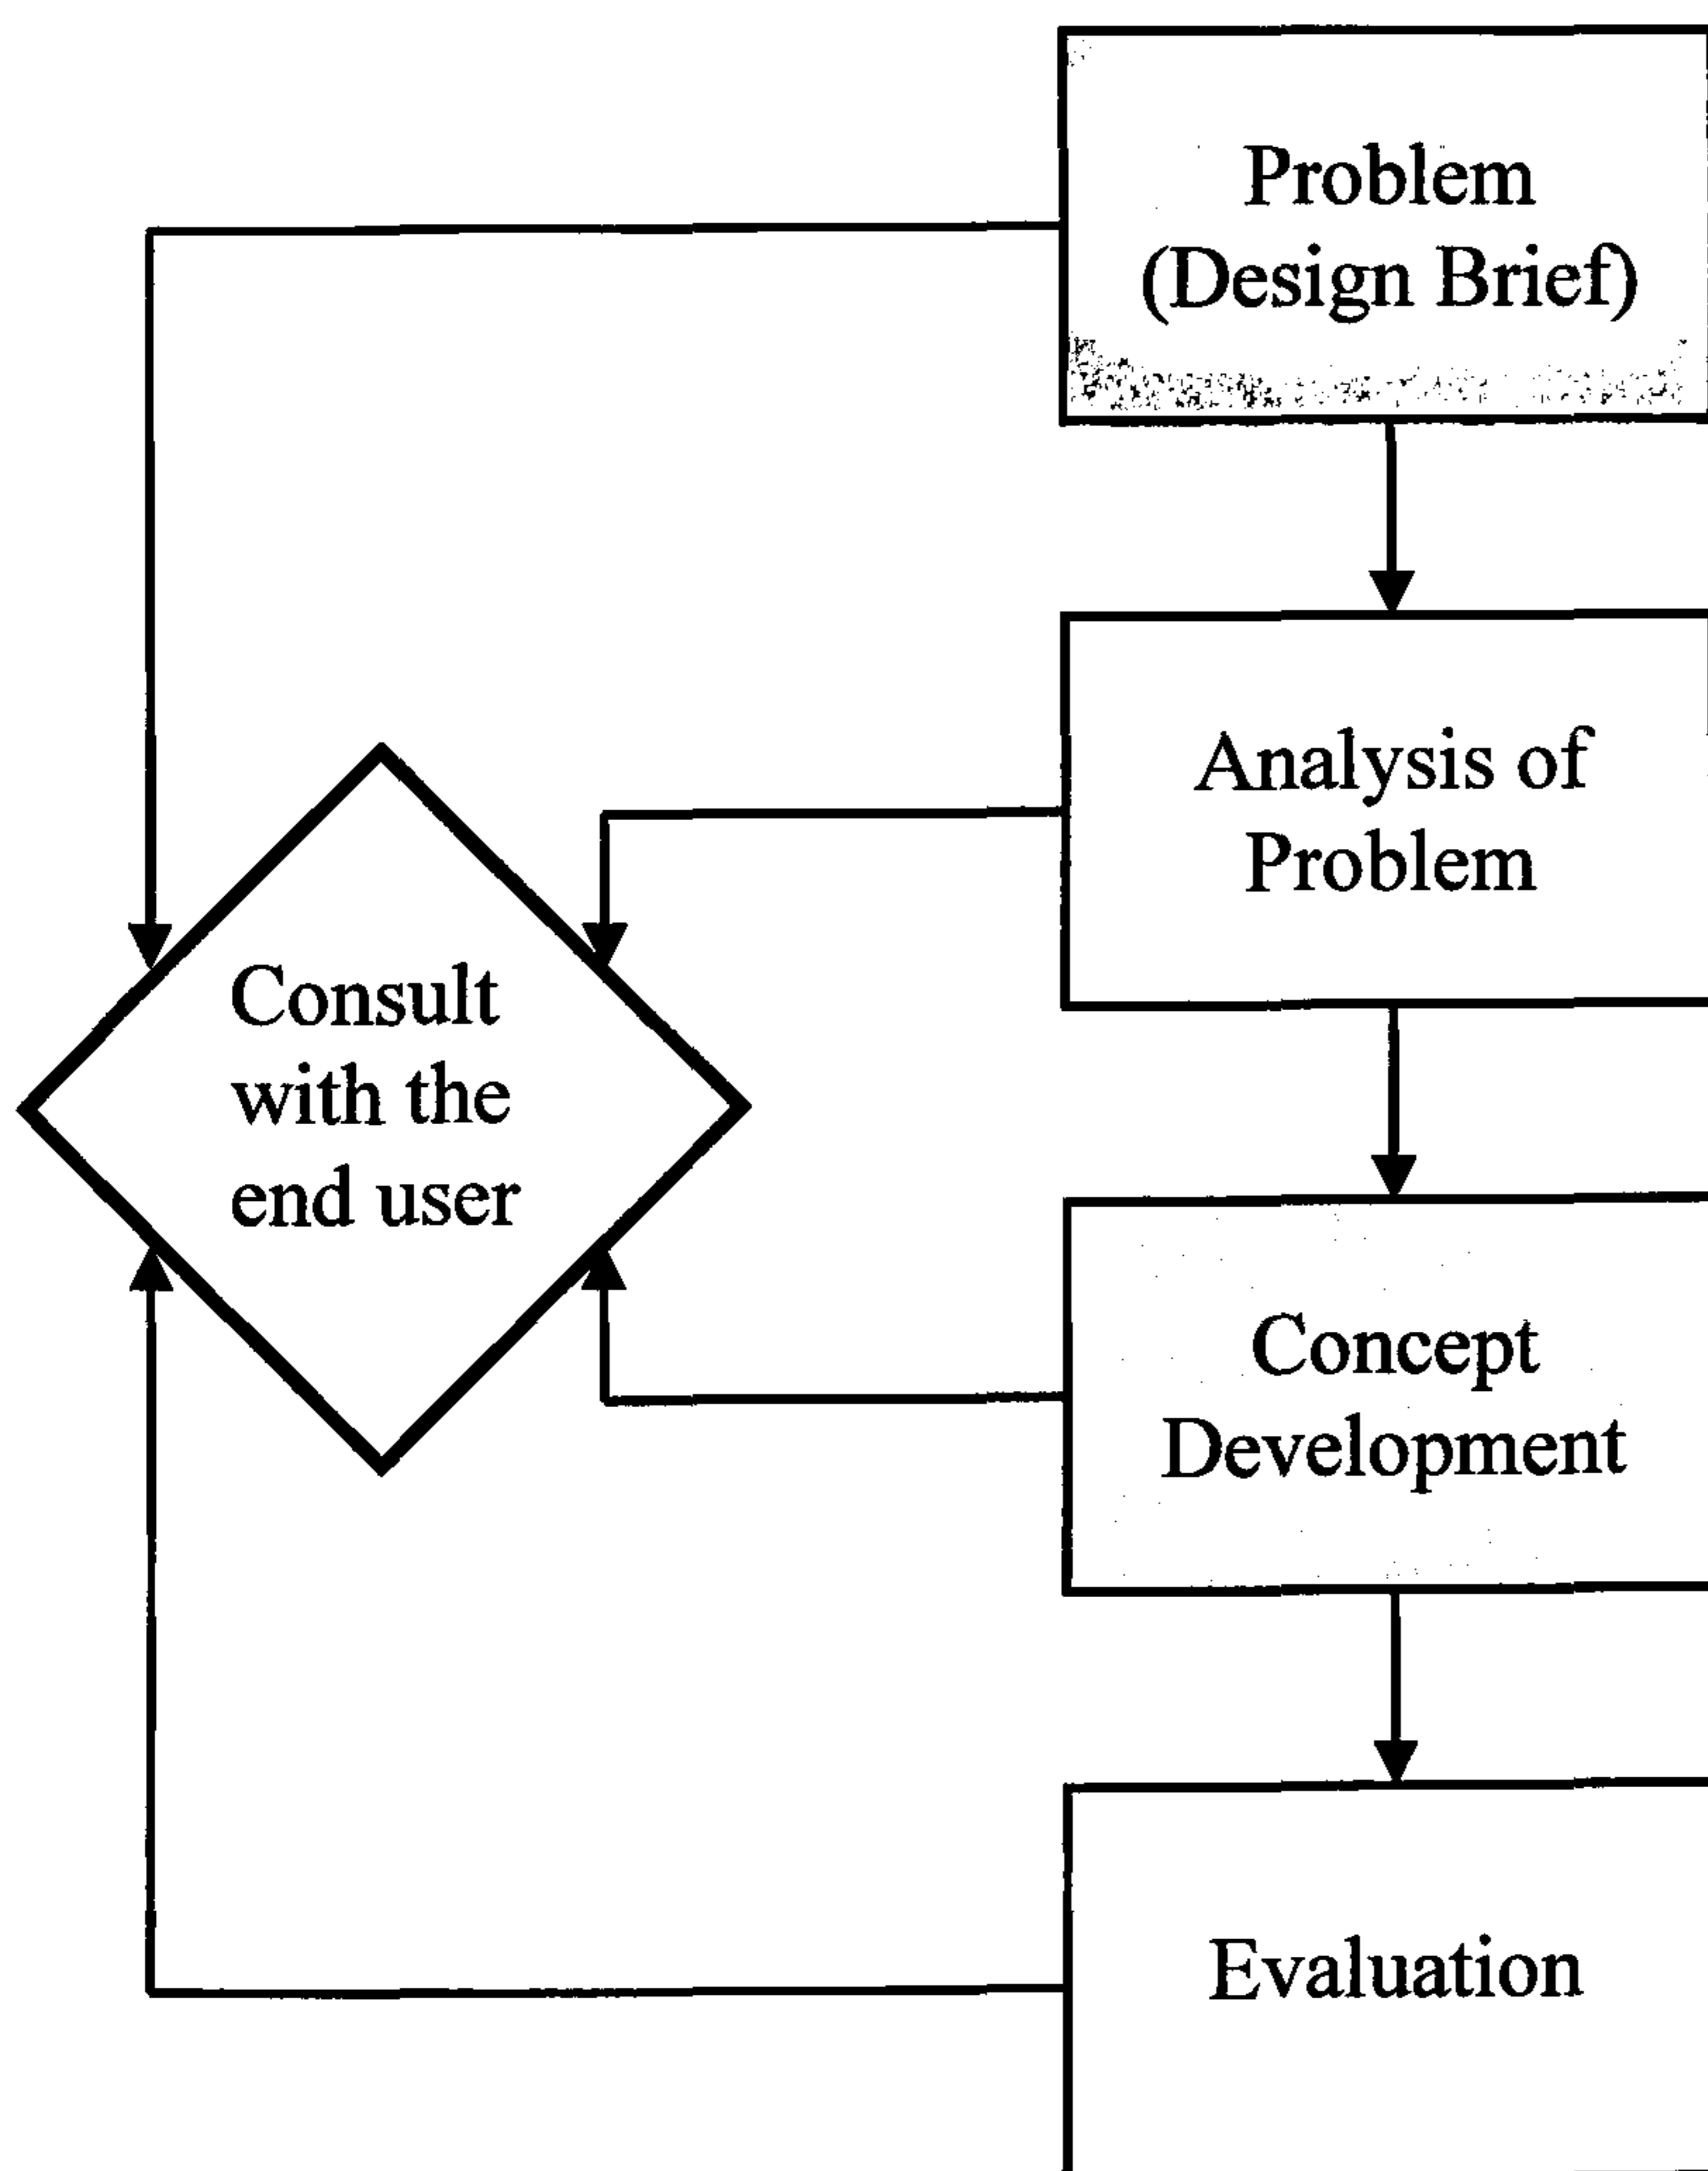 Problem
(Design Brief)
Analysis of
Problem
Consult
with the
end user
Concept
Development
Evaluation